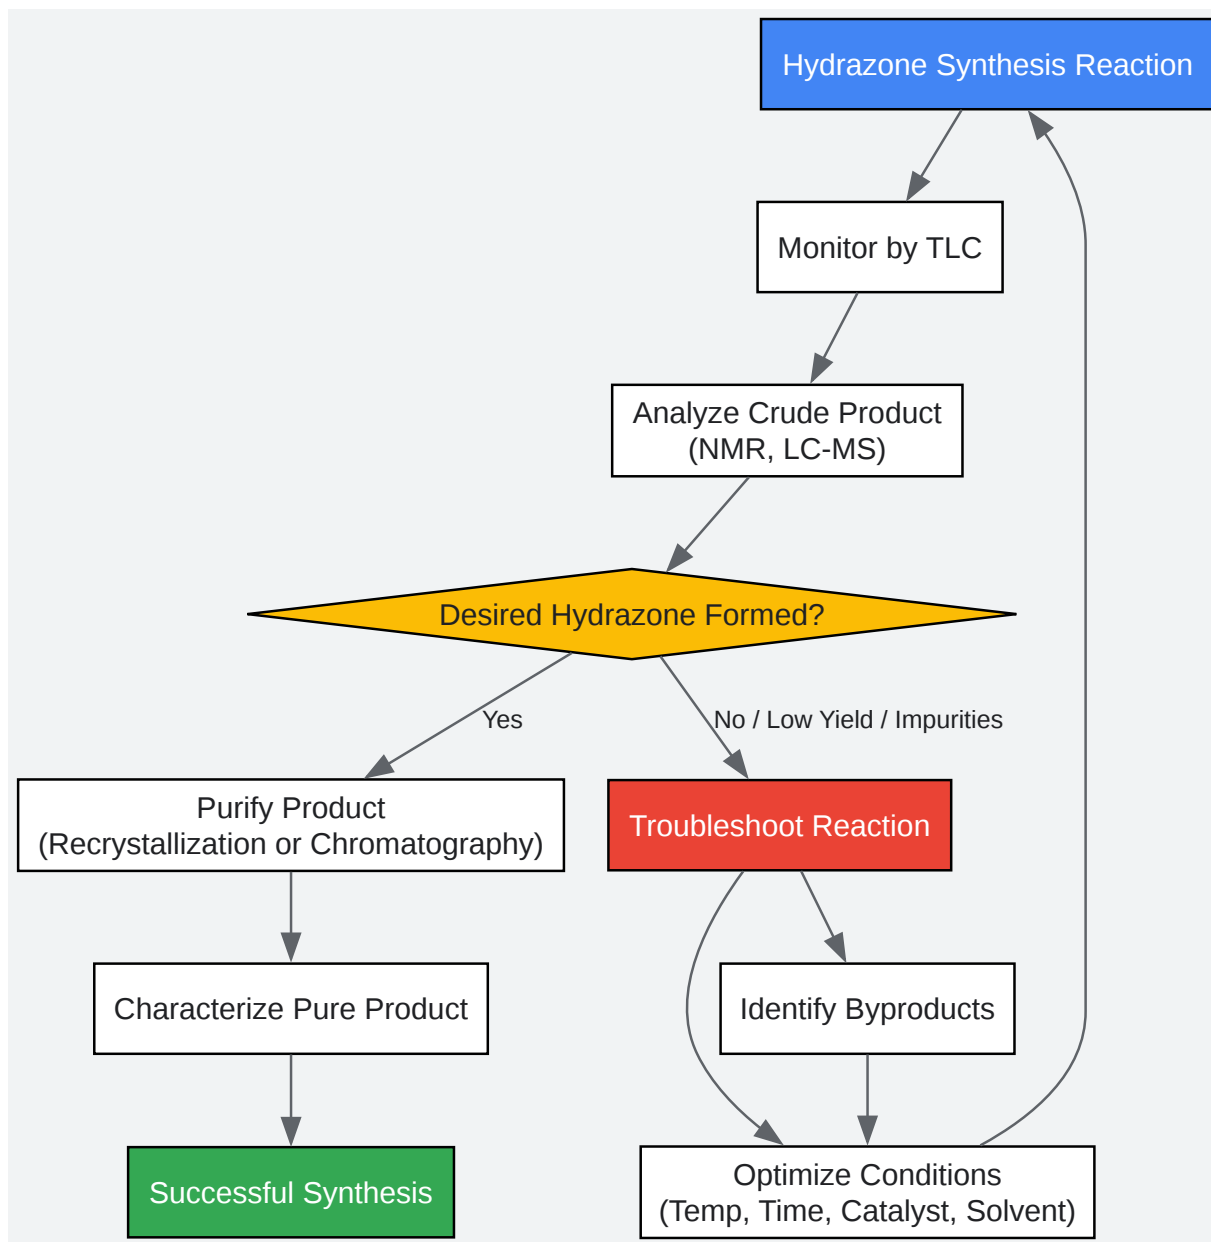 Hydrazone Synthesis Reaction
Monitor by TLC
Analyze Crude Product
(NMR, LC-MS)
Desired Hydrazone Formed?
Yes
No / Low Yield / Impurities
Purify Product
(Recrystallization or Chromatography)
Troubleshoot Reaction
Characterize Pure Product
Identify Byproducts
Successful Synthesis
Optimize Conditions
(Temp, Time, Catalyst, Solvent)